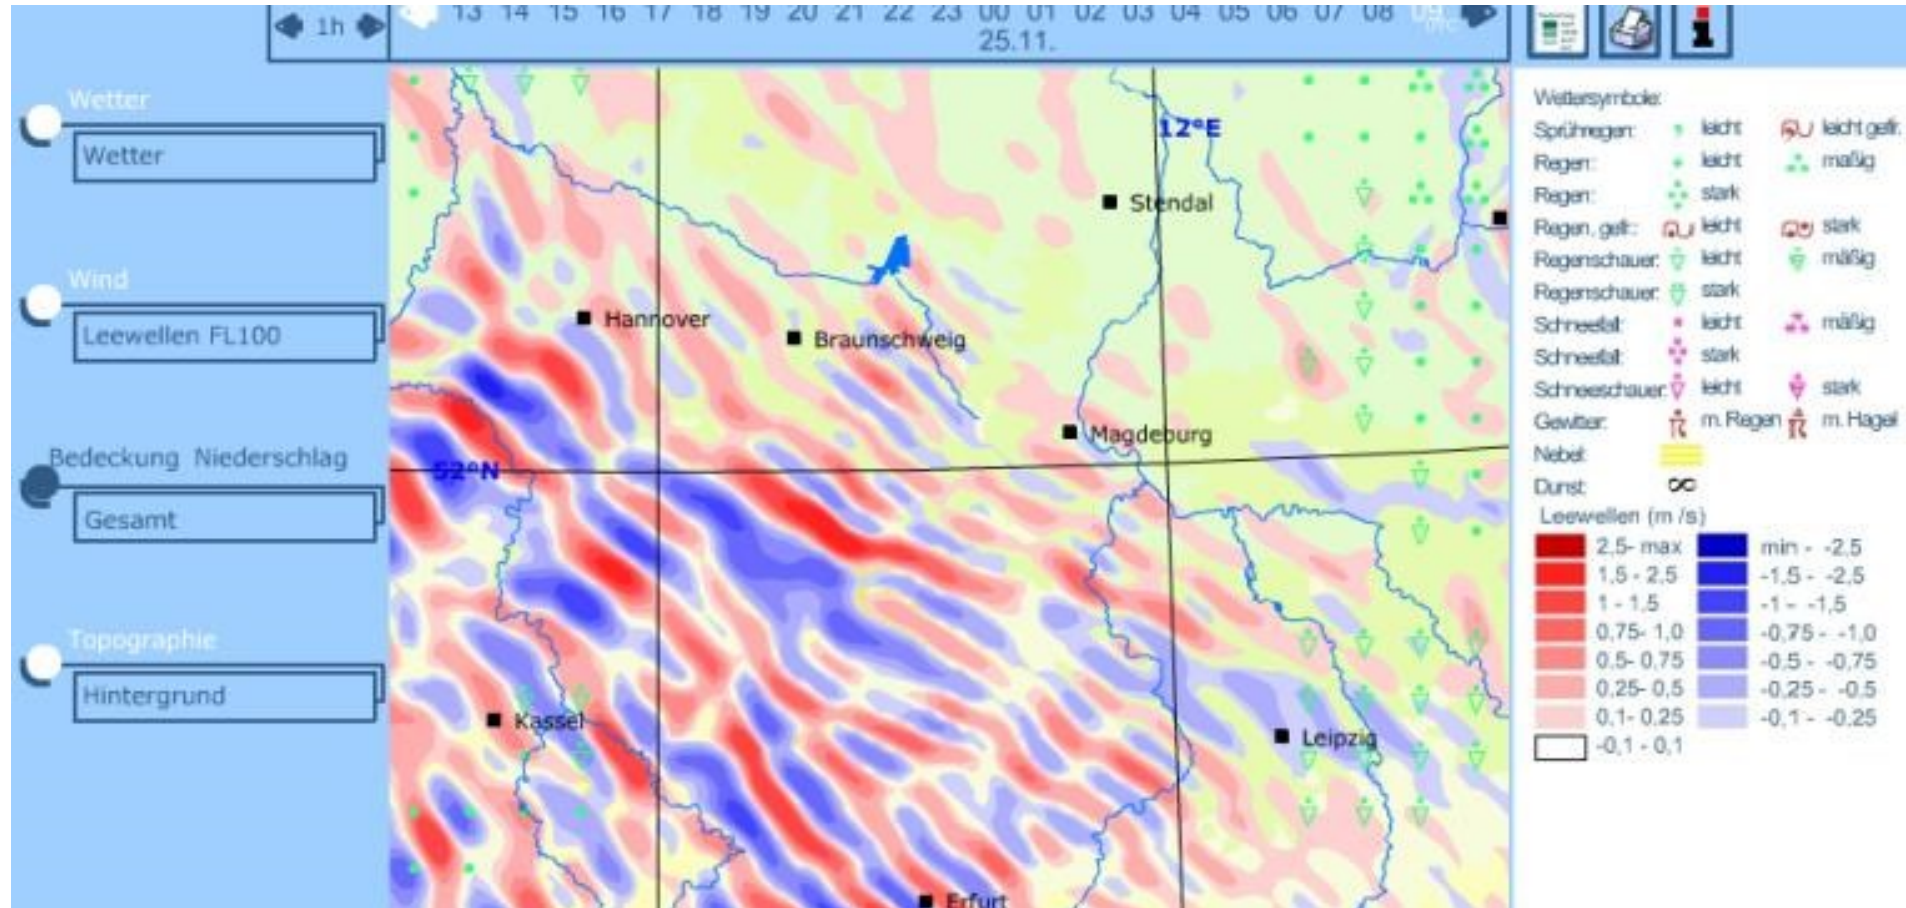 1h
13 14 15 16 17 18 19 20 21 22 23 00 01 02 03 04 05 06 07 08 09
UTC
25.11.
Wetter
Wetter
Wind
Leewellen FL100
Bedeckung Niederschlag
Gesamt
Topographie
Hintergrund
12°E
Stendal
Hannover
Braunschweig
Magdeburg
52°N
Kassel
Leipzig
Erfurt
Wettersymbole:
Sprühregen: leicht leicht gefr.
Regen: leicht mäßig
Regen: stark
Regen, gefr.: leicht stark
Regenschauer: leicht mäßig
Regenschauer: stark
Schneefall: leicht mäßig
Schneefall: stark
Schneeschauer: leicht stark
Gewitter: m. Regen m. Hagel
Nebel:
Dunst:
Leewellen (m /s)
2,5- max min - -2,5
1,5 - 2,5 -1,5 - -2,5
1 - 1,5 -1 - -1,5
0,75- 1,0 -0,75 - -1,0
0.5- 0,75 -0.5 - -0,75
0,25- 0,5 -0,25 - -0.5
0,1- 0,25 -0,1 - -0,25
-0,1 - 0,1